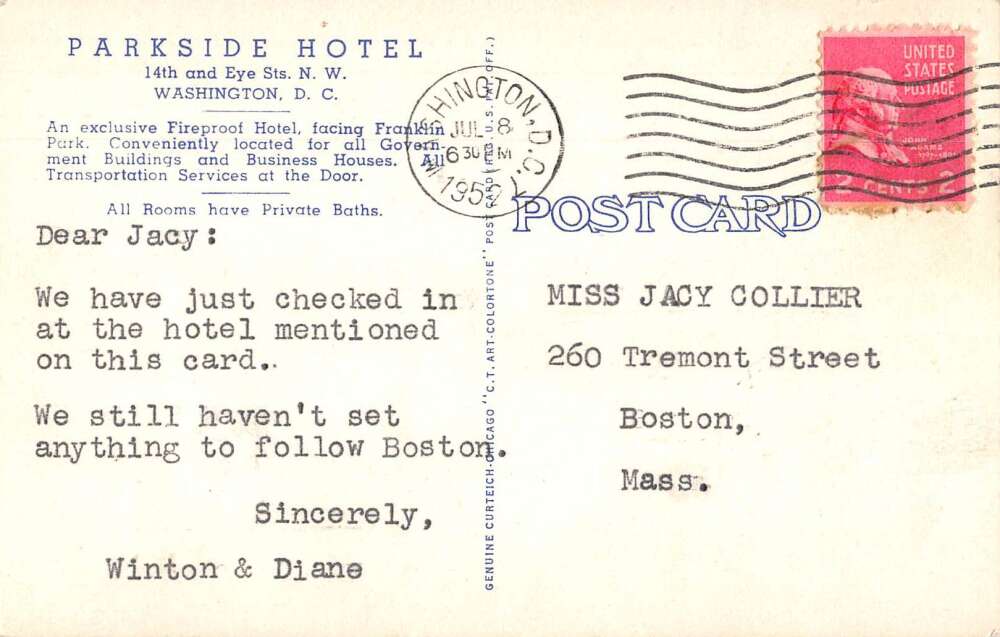 PARKSIDE HOTEL
14th and Eye Sts. N. W.
WASHINGTON, D. C.
An exclusive Fireproof Hotel, facing Franklin
Park. Conveniently located for all Govern-
ment Buildings and Business Houses. All
Transportation Services at the Door.
All Rooms have Private Baths.
Dear Jacy:
We have just checked in
at the hotel mentioned
on this card..
We still haven't set
anything to follow Boston.
Sincerely,
Winton & Diane
GENUINE CURTEICH-CHICAGO "C.T. ART-COLORTONE" POST CARD (REG. U.S. PAT. OFF.)
WASHINGTON, D.C.
JUL 8
6 30 PM
1952
UNITED
STATES
POSTAGE
JOHN
ADAMS
2 CENTS 2
POST CARD
MISS JACY COLLIER
260 Tremont Street
Boston,
Mass.